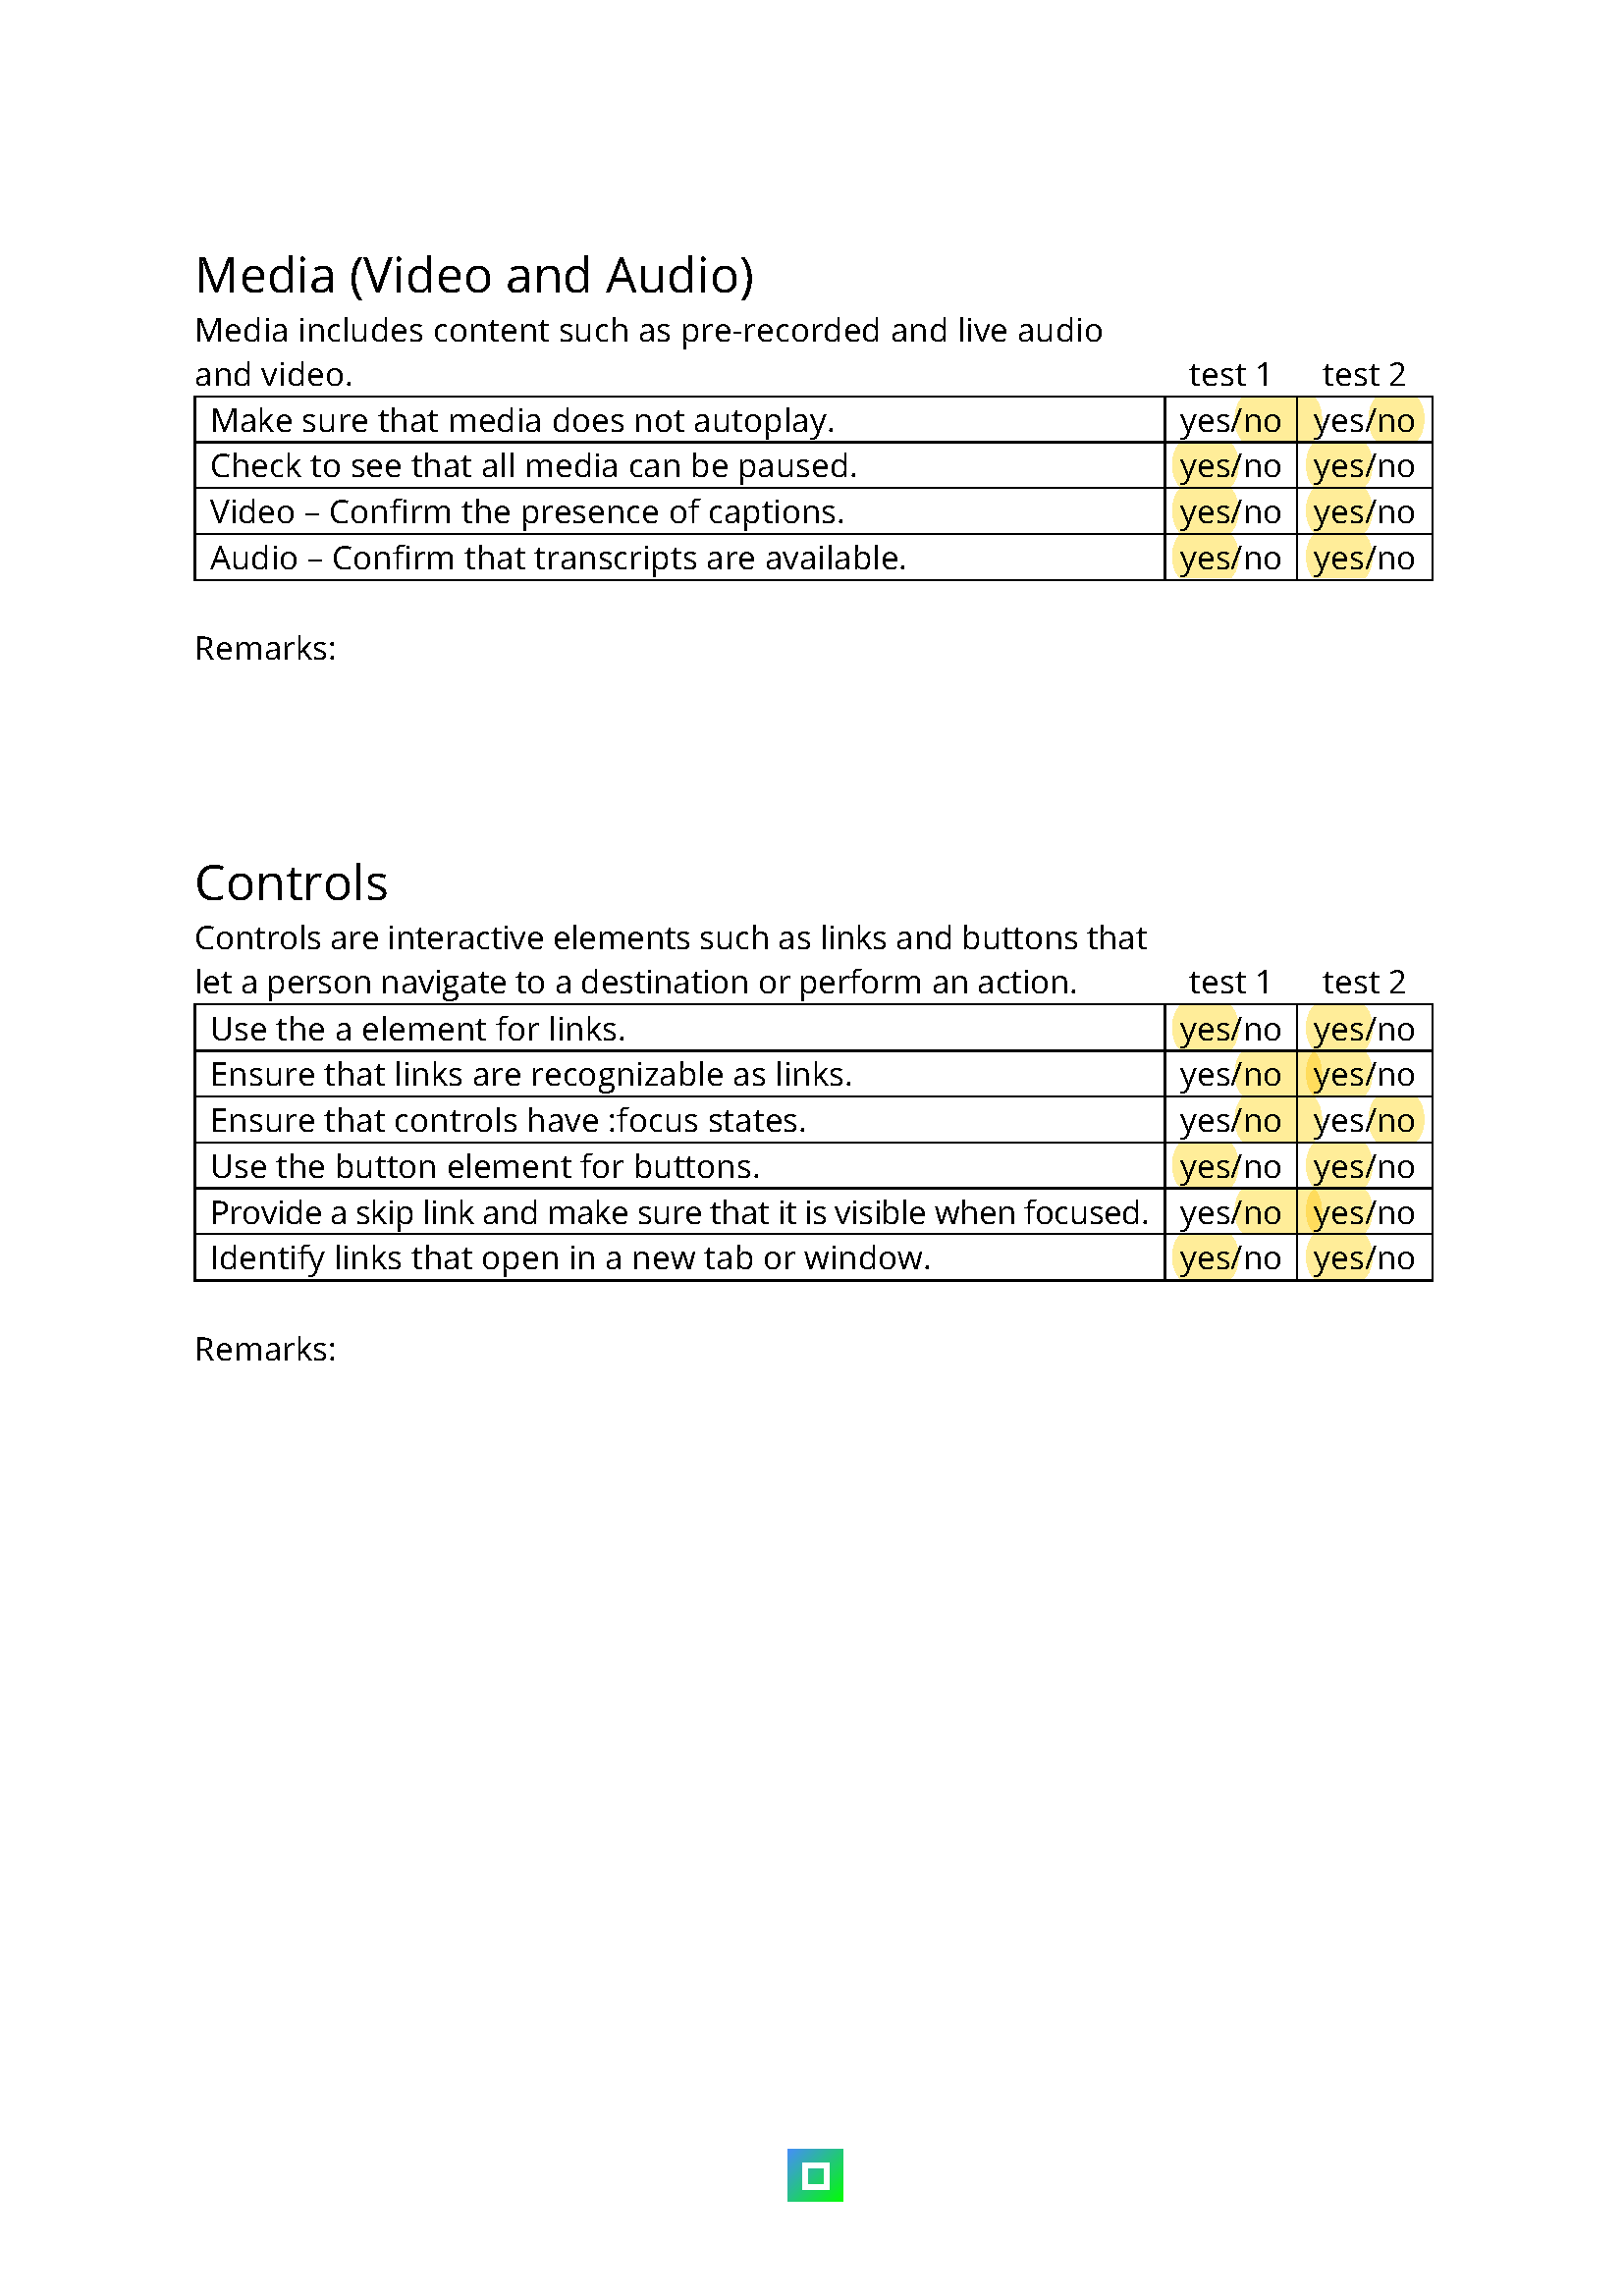 Media (Video and Audio)
Media includes content such as pre-recorded and live audio
and video. test 1 test 2
Make sure that media does not autoplay. yes/no yes/no
Check to see that all media can be paused. yes/no yes/no
Video – Confirm the presence of captions. yes/no yes/no
Audio – Confirm that transcripts are available. yes/no yes/no
Remarks:
Controls
Controls are interactive elements such as links and buttons that
let a person navigate to a destination or perform an action. test 1 test 2
Use the a element for links. yes/no yes/no
Ensure that links are recognizable as links. yes/no yes/no
Ensure that controls have :focus states. yes/no yes/no
Use the button element for buttons. yes/no yes/no
Provide a skip link and make sure that it is visible when focused. yes/no yes/no
Identify links that open in a new tab or window. yes/no yes/no
Remarks: